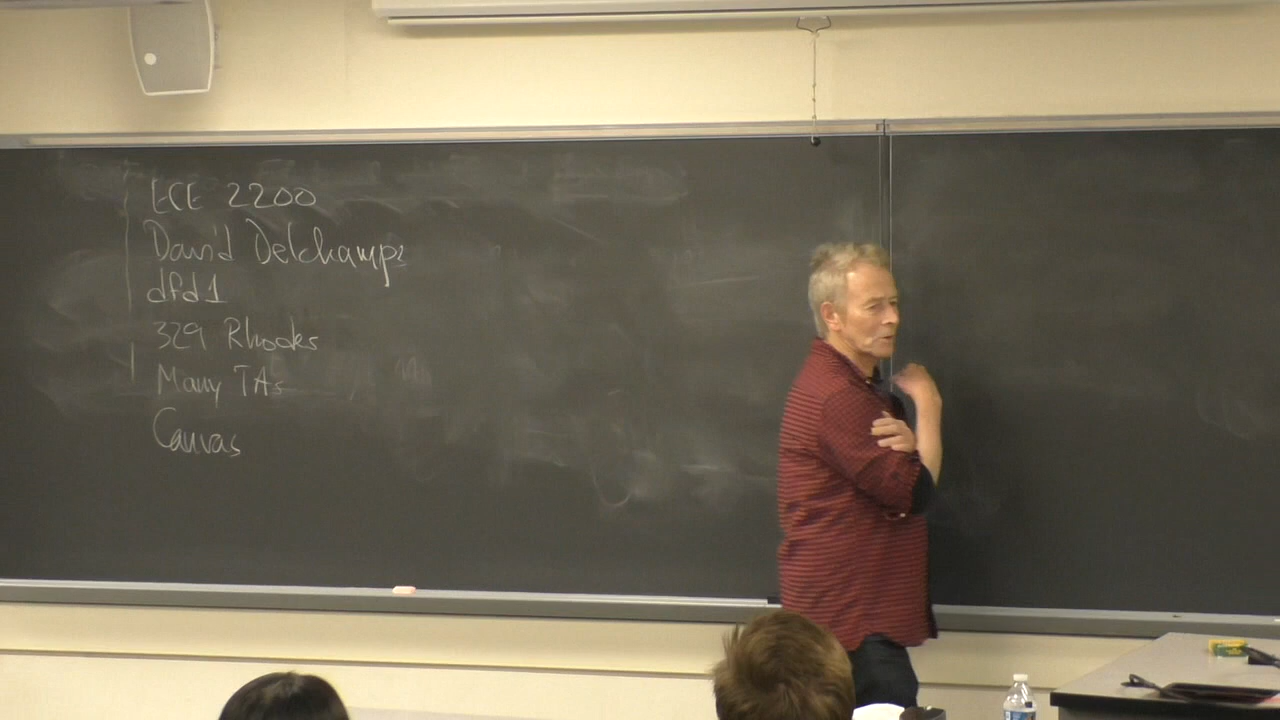 ECE 2200
David Delchamps
dfd1
329 Rhodes
Many TAs
Canvas